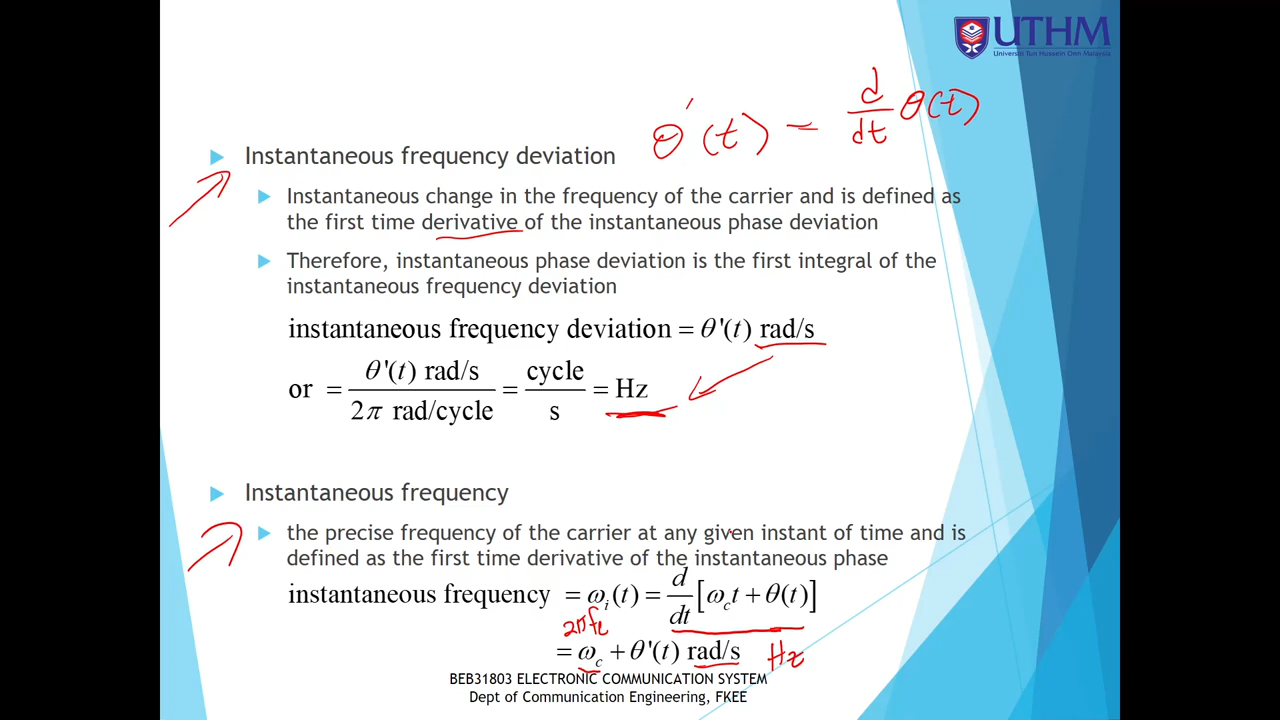 UTHM
Universiti Tun Hussein Onn Malaysia
θ'(t) = d/dt θ(t)
Instantaneous frequency deviation
Instantaneous change in the frequency of the carrier and is defined as
the first time derivative of the instantaneous phase deviation
Therefore, instantaneous phase deviation is the first integral of the
instantaneous frequency deviation
instantaneous frequency deviation = θ'(t) rad/s
or = θ'(t) rad/s / 2π rad/cycle = cycle / s = Hz
Instantaneous frequency
the precise frequency of the carrier at any given instant of time and is
defined as the first time derivative of the instantaneous phase
instantaneous frequency = ωi(t) = d/dt [ωct + θ(t)]
2πfc
= ωc + θ'(t) rad/s Hz
BEB31803 ELECTRONIC COMMUNICATION SYSTEM
Dept of Communication Engineering, FKEE